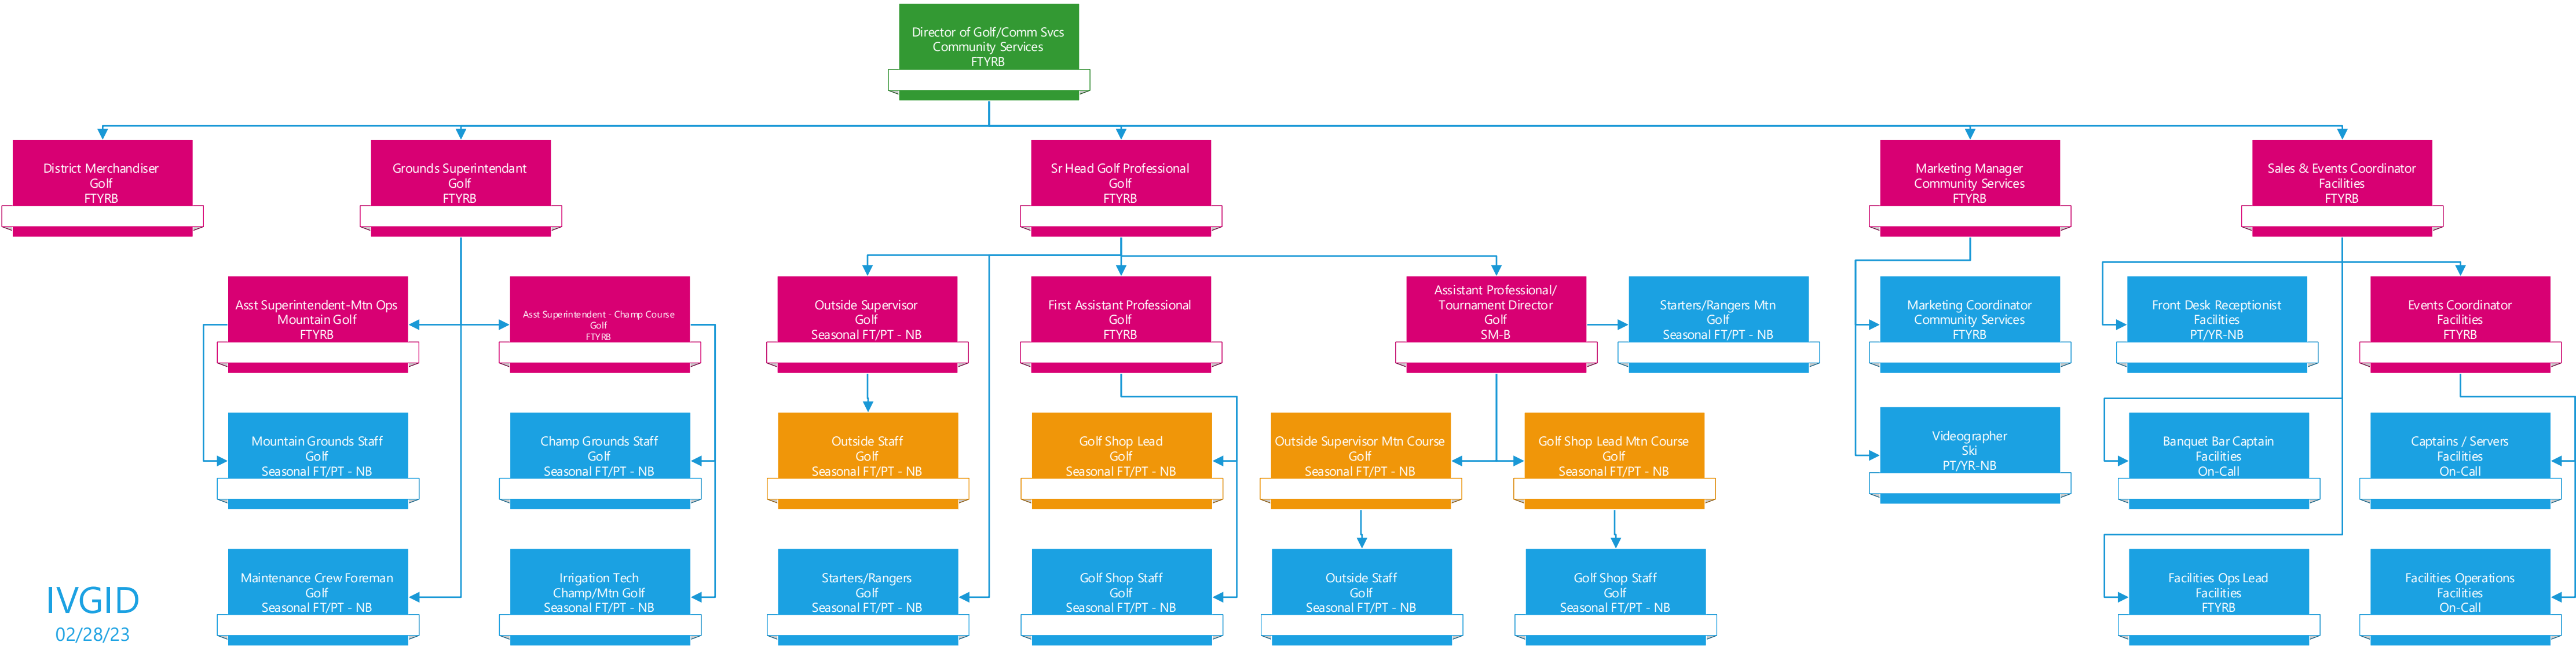 Director of Golf/Comm Svcs
Community Services
FTYRB
District Merchandiser
Golf
FTYRB
Grounds Superintendant
Golf
FTYRB
Sr Head Golf Professional
Golf
FTYRB
Marketing Manager
Community Services
FTYRB
Sales & Events Coordinator
Facilities
FTYRB
Asst Superintendent-Mtn Ops
Mountain Golf
FTYRB
Asst Superintendent - Champ Course
Golf
FTYRB
Outside Supervisor
Golf
Seasonal FT/PT - NB
First Assistant Professional
Golf
FTYRB
Assistant Professional/
Tournament Director
Golf
SM-B
Starters/Rangers Mtn
Golf
Seasonal FT/PT - NB
Marketing Coordinator
Community Services
FTYRB
Front Desk Receptionist
Facilities
PT/YR-NB
Events Coordinator
Facilities
FTYRB
Mountain Grounds Staff
Golf
Seasonal FT/PT - NB
Champ Grounds Staff
Golf
Seasonal FT/PT - NB
Outside Staff
Golf
Seasonal FT/PT - NB
Golf Shop Lead
Golf
Seasonal FT/PT - NB
Outside Supervisor Mtn Course
Golf
Seasonal FT/PT - NB
Golf Shop Lead Mtn Course
Golf
Seasonal FT/PT - NB
Videographer
Ski
PT/YR-NB
Banquet Bar Captain
Facilities
On-Call
Captains / Servers
Facilities
On-Call
Maintenance Crew Foreman
Golf
Seasonal FT/PT - NB
Irrigation Tech
Champ/Mtn Golf
Seasonal FT/PT - NB
Starters/Rangers
Golf
Seasonal FT/PT - NB
Golf Shop Staff
Golf
Seasonal FT/PT - NB
Outside Staff
Golf
Seasonal FT/PT - NB
Golf Shop Staff
Golf
Seasonal FT/PT - NB
Facilities Ops Lead
Facilities
FTYRB
Facilities Operations
Facilities
On-Call
IVGID
02/28/23